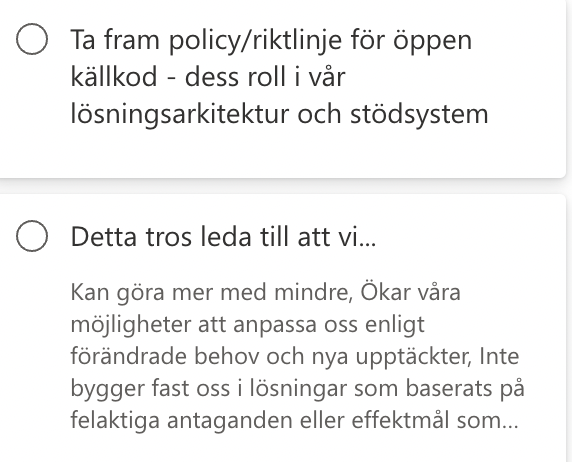 Ta fram policy/riktlinje för öppen
källkod - dess roll i vår
lösningsarkitektur och stödsystem
Detta tros leda till att vi...
Kan göra mer med mindre, Ökar våra
möjligheter att anpassa oss enligt
förändrade behov och nya upptäckter, Inte
bygger fast oss i lösningar som baserats på
felaktiga antaganden eller effektmål som...